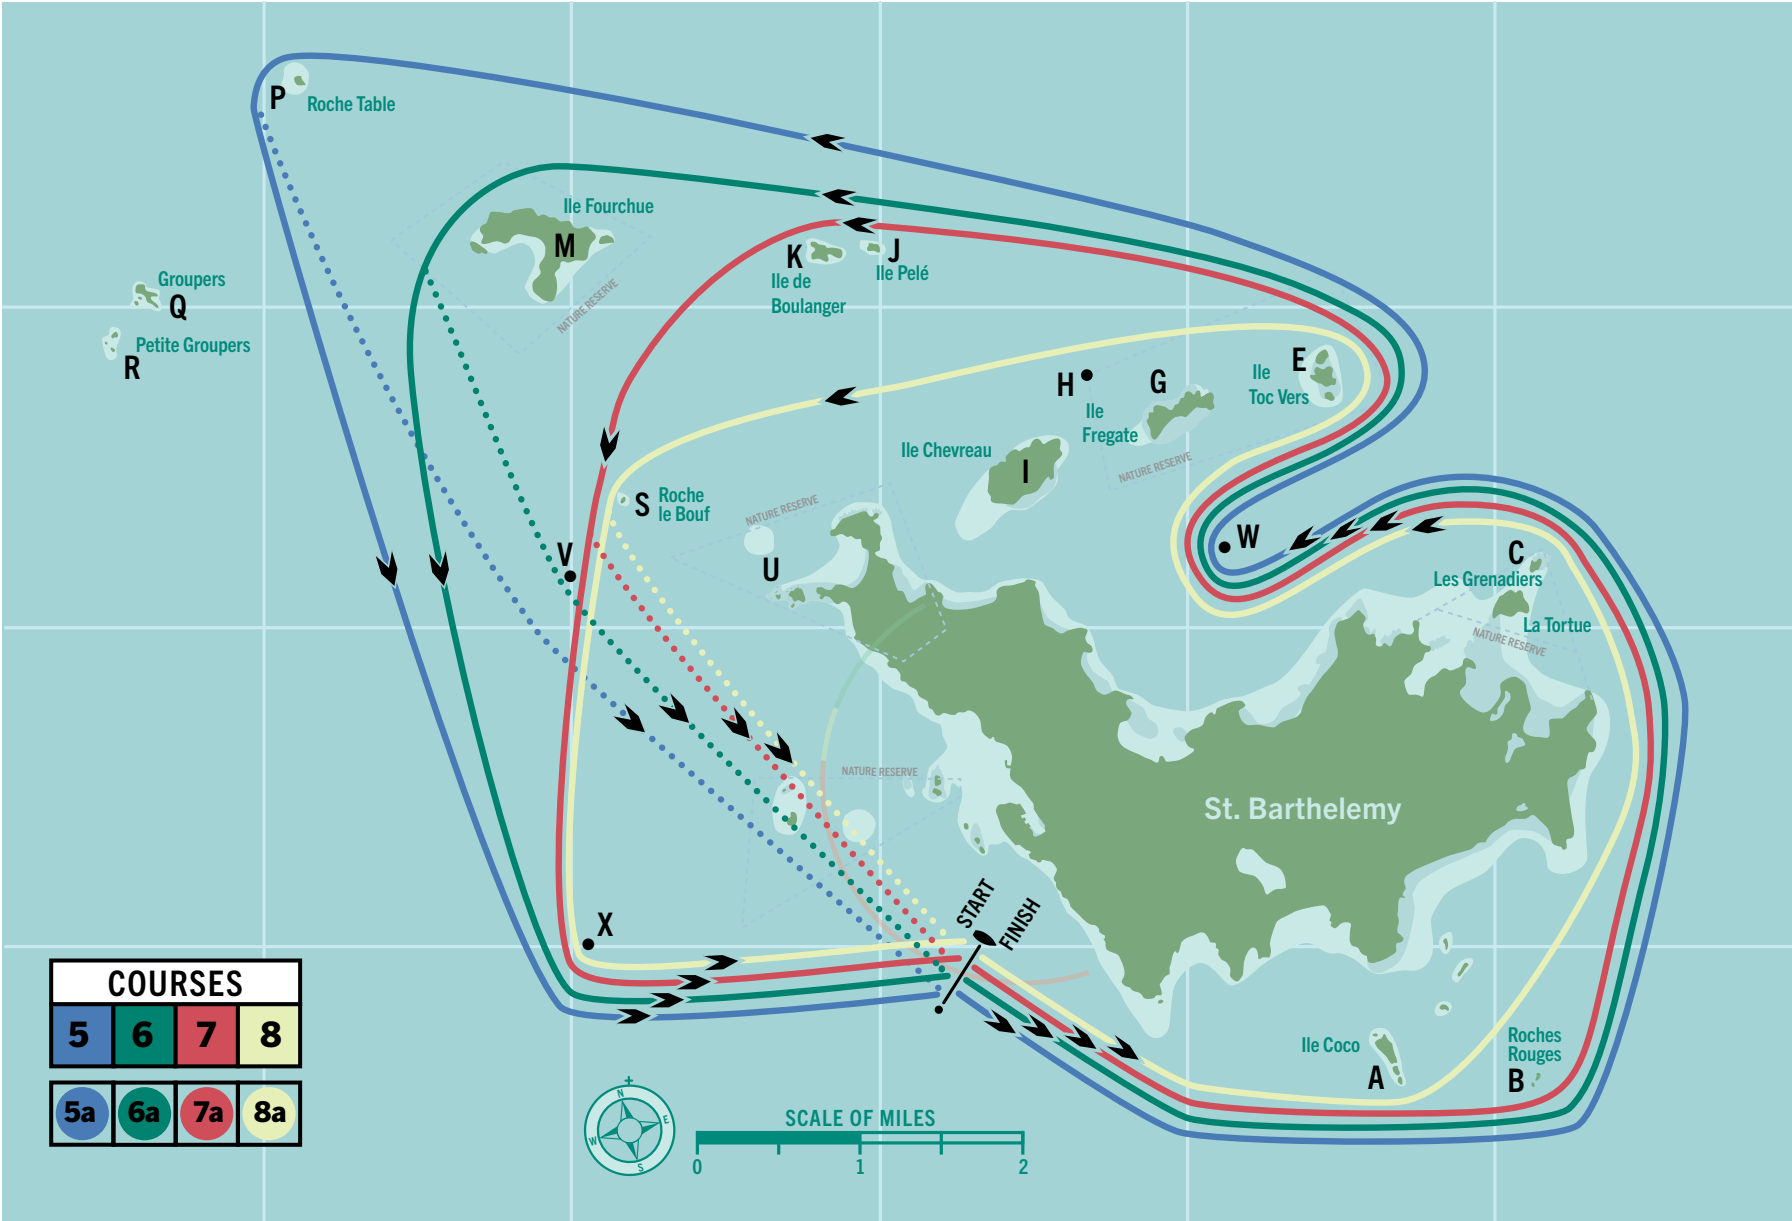 P
Roche Table
Ile Fourchue
M
NATURE RESERVE
K
J
Ile de
Boulanger
Ile Pelé
Groupers
Q
Petite Groupers
R
H
G
E
Ile
Toc Vers
Ile
Fregate
Ile Chevreau
I
NATURE RESERVE
S
Roche
le Bouf
NATURE RESERVE
V
U
W
C
Les Grenadiers
La Tortue
NATURE RESERVE
NATURE RESERVE
St. Barthelemy
X
START
FINISH
Ile Coco
A
Roches
Rouges
B
COURSES
5 6 7 8
5a 6a 7a 8a
N
E
S
W
SCALE OF MILES
0 1 2